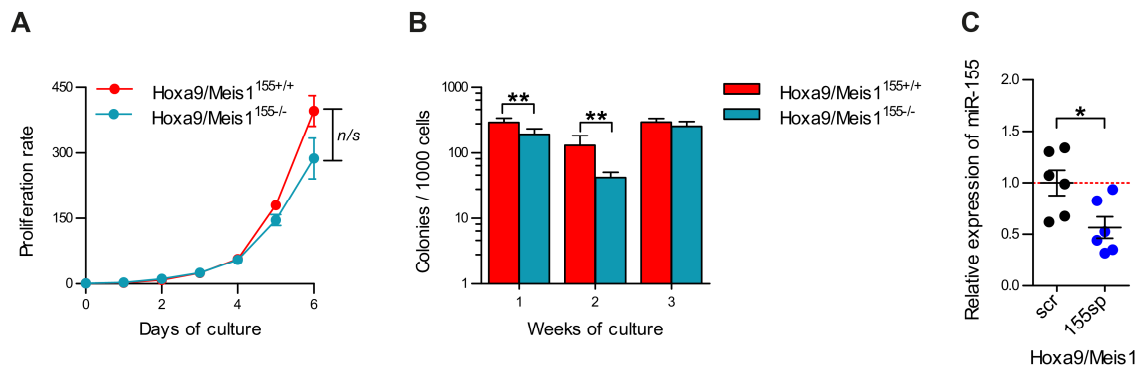 A
B
C
450
300
150
0
Proliferation rate
Hoxa9/Meis1155+/+
Hoxa9/Meis1155-/-
n/s
0 2 4 6
Days of culture
1000
100
10
1
Colonies / 1000 cells
** **
1 2 3
Weeks of culture
Hoxa9/Meis1155+/+
Hoxa9/Meis1155-/-
2.0
1.5
1.0
0.5
0.0
Relative expression of miR-155
*
scr 155sp
Hoxa9/Meis1